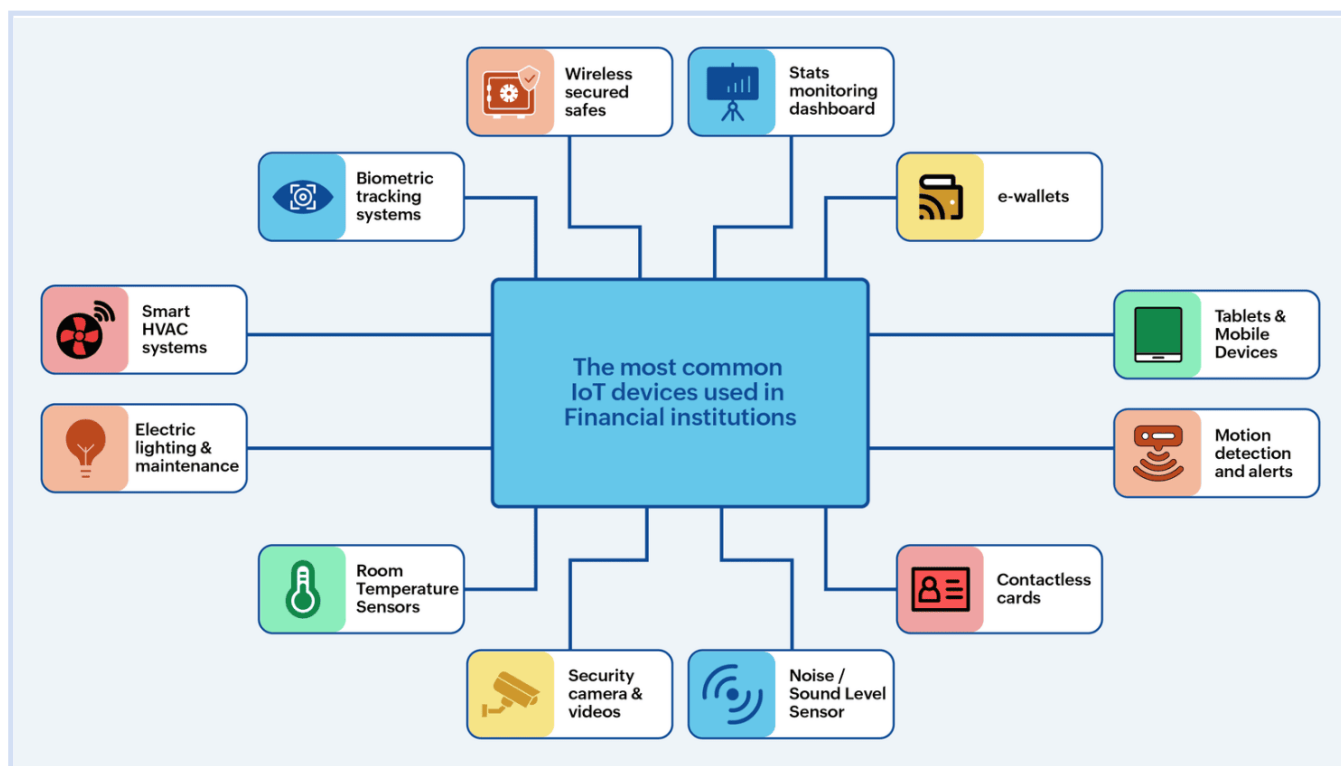 Wireless
secured
safes
Stats
monitoring
dashboard
Biometric
tracking
systems
e-wallets
Smart
HVAC
systems
Tablets &
Mobile
Devices
The most common
IoT devices used in
Financial institutions
Electric
lighting &
maintenance
Motion
detection
and alerts
Room
Temperature
Sensors
Contactless
cards
Security
camera &
videos
Noise /
Sound Level
Sensor